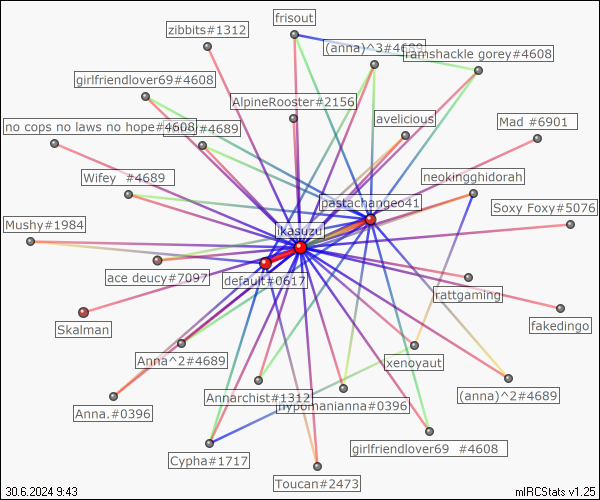 frisout
zibbits#1312
(anna)^3#4689
ramshackle gorey#4608
girlfriendlover69#4608
AlpineRooster#2156
avelicious
Mad #6901
no cops no laws no hope#4608
#4689
Wifey #4689
neokingghidorah
pastachangeo41
Soxy Foxy#5076
Mushy#1984
ikasuzu
ace deucy#7097
default#0617
rattgaming
Skalman
fakedingo
Anna^2#4689
xenoyaut
Annarchist#1312
hypomanianna#0396
(anna)^2#4689
Anna.#0396
girlfriendlover69 #4608
Cypha#1717
Toucan#2473
30.6.2024 9:43
mIRCStats v1.25